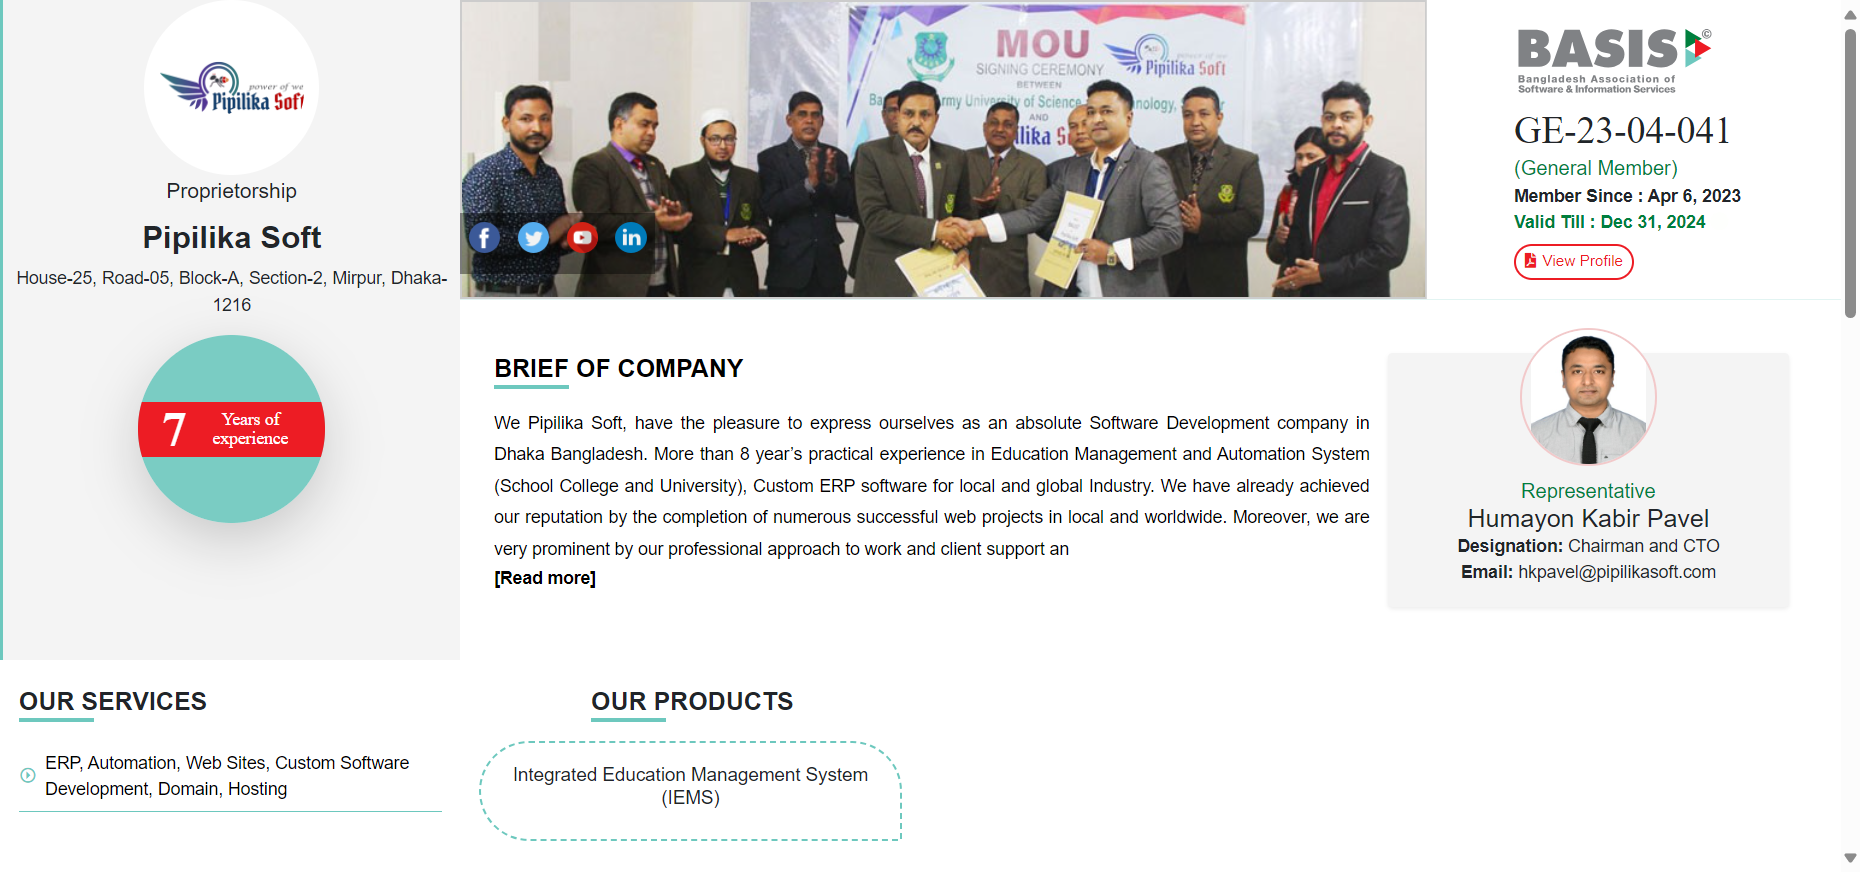 power of we
Pipilika Soft
Proprietorship
Pipilika Soft
House-25, Road-05, Block-A, Section-2, Mirpur, Dhaka-
1216
7
Years of
experience
MOU
SIGNING CEREMONY
BETWEEN
Army University of Science
AND
power of we
Pipilika Soft
BASIS©
Bangladesh Association of
Software & Information Services
GE-23-04-041
(General Member)
Member Since : Apr 6, 2023
Valid Till : Dec 31, 2024
View Profile
BRIEF OF COMPANY
We Pipilika Soft, have the pleasure to express ourselves as an absolute Software Development company in
Dhaka Bangladesh. More than 8 year’s practical experience in Education Management and Automation System
(School College and University), Custom ERP software for local and global Industry. We have already achieved
our reputation by the completion of numerous successful web projects in local and worldwide. Moreover, we are
very prominent by our professional approach to work and client support an
[Read more]
Representative
Humayon Kabir Pavel
Designation: Chairman and CTO
Email: hkpavel@pipilikasoft.com
OUR SERVICES
ERP, Automation, Web Sites, Custom Software
Development, Domain, Hosting
OUR PRODUCTS
Integrated Education Management System
(IEMS)